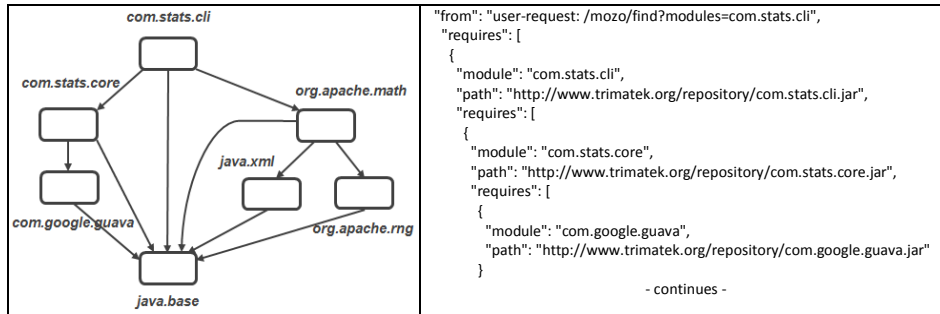 com.stats.cli
com.stats.core
org.apache.math
java.xml
com.google.guava
org.apache.rng
java.base
"from": "user-request: /mozo/find?modules=com.stats.cli",
"requires": [
{
"module": "com.stats.cli",
"path": "http://www.trimatek.org/repository/com.stats.cli.jar",
"requires": [
{
"module": "com.stats.core",
"path": "http://www.trimatek.org/repository/com.stats.core.jar",
"requires": [
{
"module": "com.google.guava",
"path": "http://www.trimatek.org/repository/com.google.guava.jar"
}
- continues -